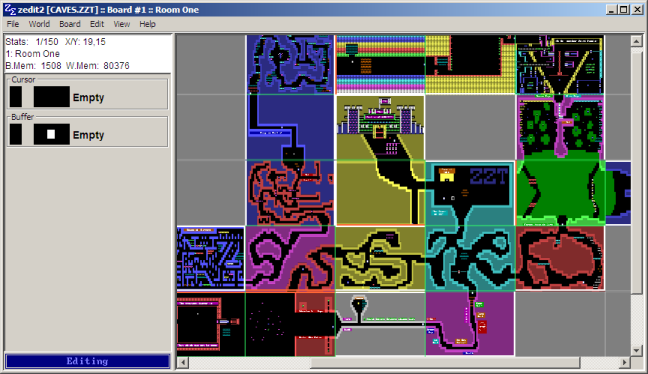 zedit2 [CAVES.ZZT] :: Board #1 :: Room One
File World Board Edit View Help
Stats: 1/150 X/Y: 19,15
1: Room One
B.Mem: 1508 W.Mem: 80376
Cursor
Empty
Buffer
Empty
Editing
ZZT